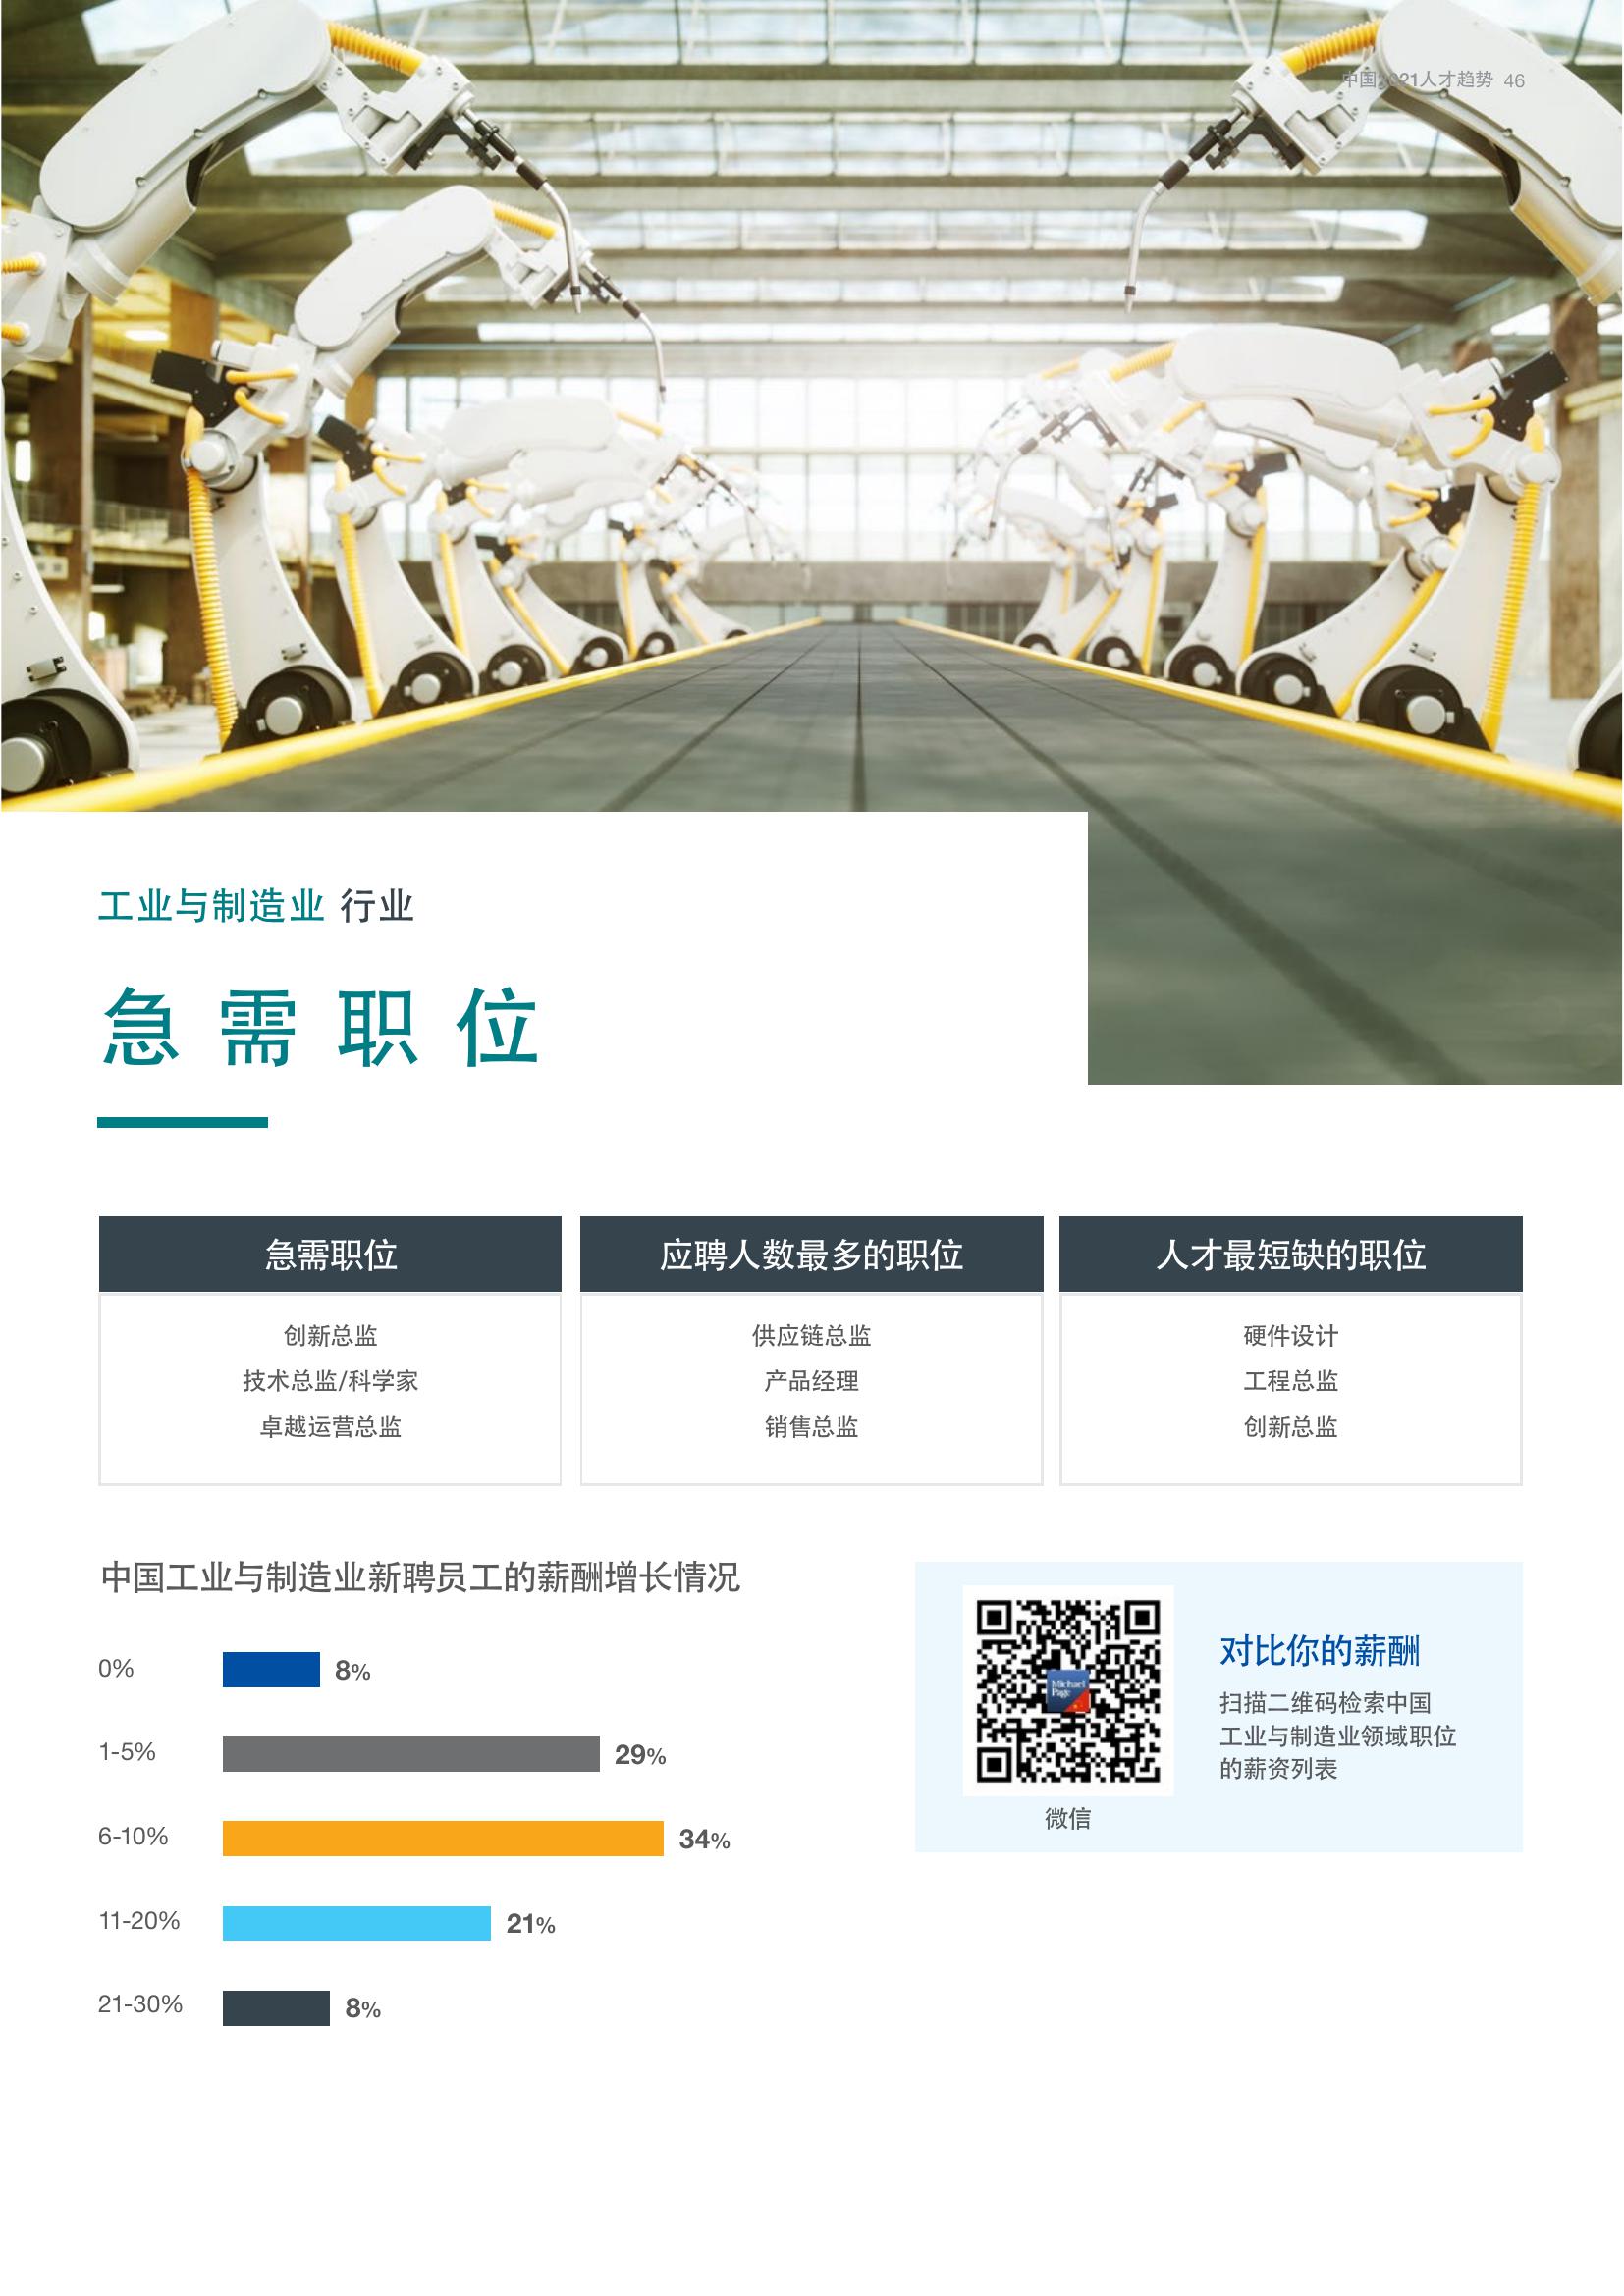 中国2021人才趋势 46
工业与制造业 行业
急需职位
急需职位
创新总监
技术总监/科学家
卓越运营总监
应聘人数最多的职位
供应链总监
产品经理
销售总监
人才最短缺的职位
硬件设计
工程总监
创新总监
中国工业与制造业新聘员工的薪酬增长情况
0% 8%
1-5% 29%
6-10% 34%
11-20% 21%
21-30% 8%
Michael
Page
微信
对比你的薪酬
扫描二维码检索中国
工业与制造业领域职位
的薪资列表